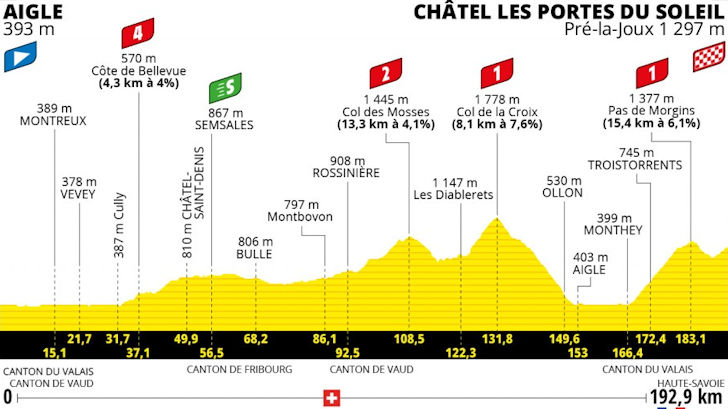 AIGLE
393 m
CHÂTEL LES PORTES DU SOLEIL
Pré-la-Joux 1 297 m
4
570 m
Côte de Bellevue
(4,3 km à 4%)
S
867 m
SEMSALES
2
1 445 m
Col des Mosses
(13,3 km à 4,1%)
1
1 778 m
Col de la Croix
(8,1 km à 7,6%)
1
1 377 m
Pas de Morgins
(15,4 km à 6,1%)
389 m
MONTREUX
378 m
VEVEY
387 m Cully
810 m CHÂTEL-
SAINT-DENIS
806 m
BULLE
797 m
Montbovon
908 m
ROSSINIÈRE
1 147 m
Les Diablerets
530 m
OLLON
403 m
AIGLE
399 m
MONTHEY
745 m
TROISTORRENTS
21,7 31,7 49,9 68,2 86,1 108,5 131,8 149,6 172,4 183,1
15,1 37,1 56,5 92,5 122,3 153 166,4
CANTON DU VALAIS
CANTON DE VAUD
CANTON DE FRIBOURG
CANTON DE VAUD
CANTON DU VALAIS
HAUTE-SAVOIE
0
192,9 km